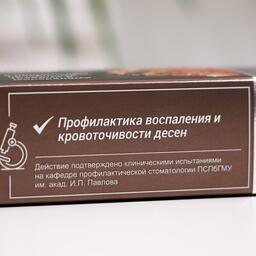 Профилактика воспаления и
кровоточивости десен
Действие подтверждено клиническими испытаниями
на кафедре профилактической стоматологии ПСПбГМУ
им. акад. И.П. Павлова